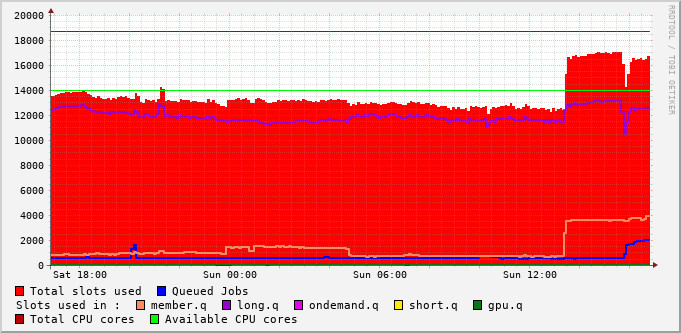 20000
18000
16000
14000
12000
10000
8000
6000
4000
2000
0
Sat 18:00 Sun 00:00 Sun 06:00 Sun 12:00
RRDTOOL / TOBI OETIKER
Total slots used Queued Jobs
Slots used in : member.q long.q ondemand.q short.q gpu.q
Total CPU cores Available CPU cores